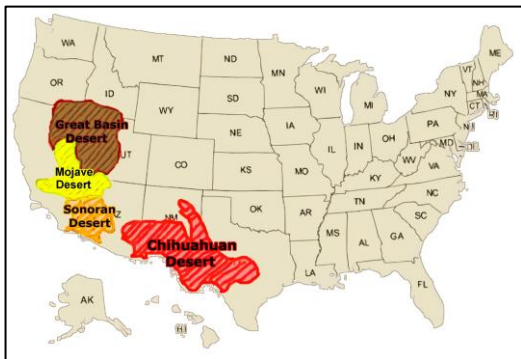 WA
MT
ND
MN
ME
VT
NH
OR
ID
SD
WI
MI
NY
MA
CT
RI
WY
IA
PA
NJ
Great Basin
Desert
NE
IL
IN
OH
MD
DE
UT
CO
KS
MO
WV
VA
KY
Mojave
Desert
NC
TN
AZ
NM
OK
AR
SC
Sonoran
Desert
MS
AL
GA
Chihuahuan
Desert
LA
FL
AK
HI